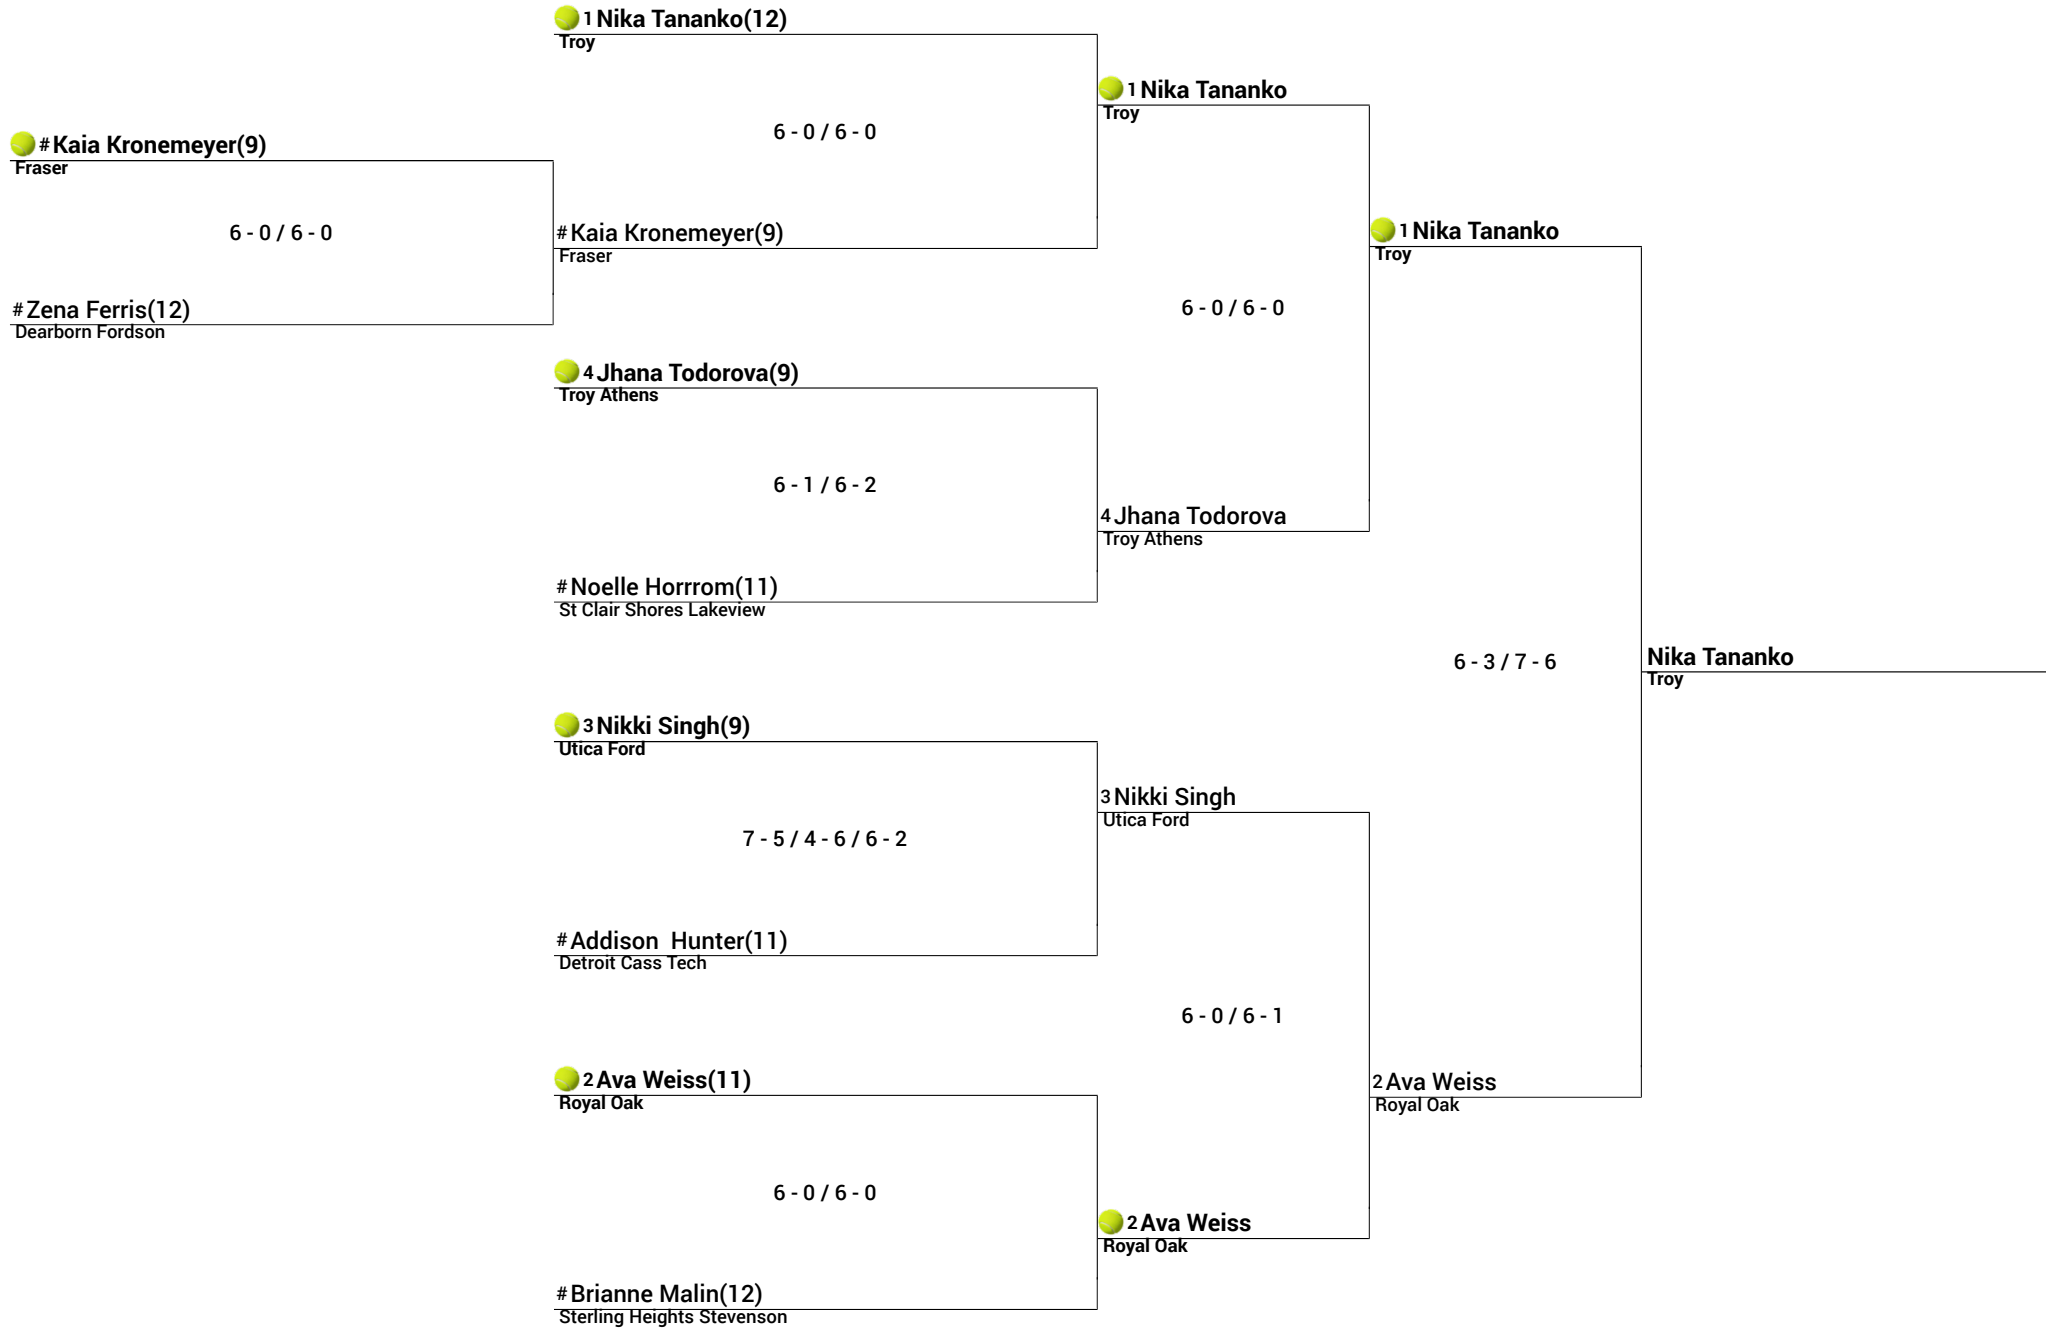 1 Nika Tananko(12)
Troy
6 - 0 / 6 - 0
1 Nika Tananko
Troy
# Kaia Kronemeyer(9)
Fraser
6 - 0 / 6 - 0
# Kaia Kronemeyer(9)
Fraser
# Zena Ferris(12)
Dearborn Fordson
6 - 0 / 6 - 0
1 Nika Tananko
Troy
4 Jhana Todorova(9)
Troy Athens
6 - 1 / 6 - 2
4 Jhana Todorova
Troy Athens
# Noelle Horrrom(11)
St Clair Shores Lakeview
6 - 3 / 7 - 6
Nika Tananko
Troy
3 Nikki Singh(9)
Utica Ford
7 - 5 / 4 - 6 / 6 - 2
3 Nikki Singh
Utica Ford
# Addison  Hunter(11)
Detroit Cass Tech
6 - 0 / 6 - 1
2 Ava Weiss
Royal Oak
2 Ava Weiss(11)
Royal Oak
6 - 0 / 6 - 0
2 Ava Weiss
Royal Oak
# Brianne Malin(12)
Sterling Heights Stevenson